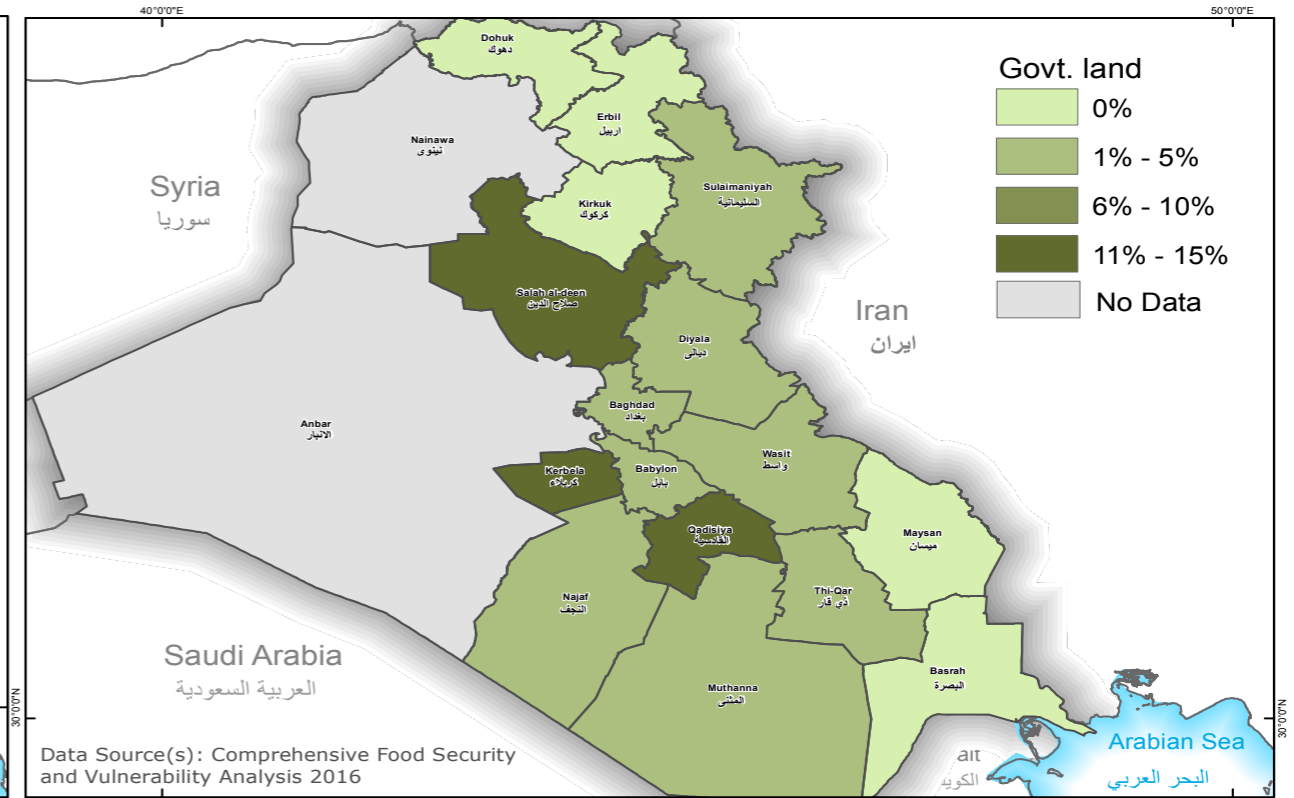 40°0'0"E
50°0'0"E
Govt. land
0%
1% - 5%
6% - 10%
11% - 15%
No Data
Dohuk
دهوك
Erbil
اربيل
Nainawa
نينوى
Kirkuk
كركوك
Sulaimaniyah
السليمانية
Syria
سوريا
Salah al-deen
صلاح الدين
Iran
ايران
Diyala
ديالى
Baghdad
بغداد
Anbar
الانبار
Wasit
واسط
Kerbela
كربلاء
Babylon
بابل
Qadisiya
القادسية
Maysan
ميسان
Najaf
النجف
Thi-Qar
ذي قار
Saudi Arabia
العربية السعودية
Muthanna
المثنى
Basrah
البصرة
30°0'0"N
30°0'0"N
Data Source(s): Comprehensive Food Security
and Vulnerability Analysis 2016
Arabian Sea
البحر العربي